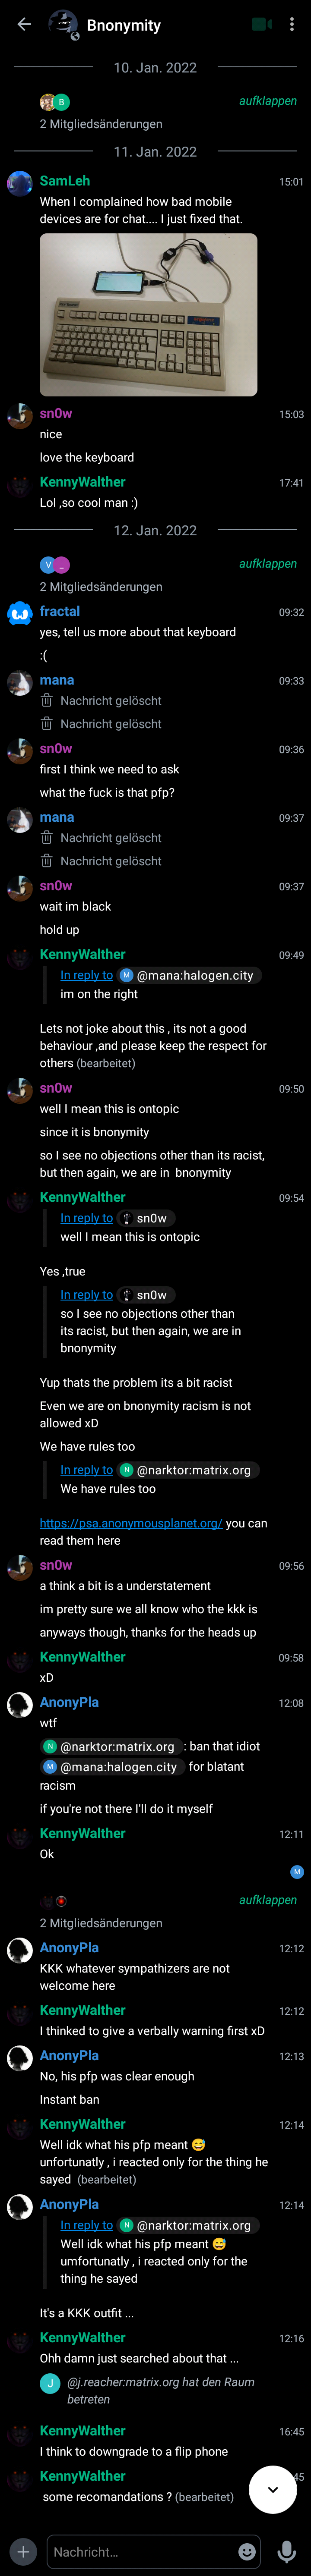 Bnonymity
10. Jan. 2022
B
aufklappen
2 Mitgliedsänderungen
11. Jan. 2022
SamLeh
15:01
When I complained how bad mobile
devices are for chat.... I just fixed that.
sn0w
15:03
nice
love the keyboard
KennyWalther
17:41
Lol ,so cool man :)
12. Jan. 2022
V _
aufklappen
2 Mitgliedsänderungen
fractal
09:32
yes, tell us more about that keyboard
:(
mana
09:33
Nachricht gelöscht
Nachricht gelöscht
sn0w
09:36
first I think we need to ask
what the fuck is that pfp?
mana
09:37
Nachricht gelöscht
Nachricht gelöscht
sn0w
09:37
wait im black
hold up
KennyWalther
09:49
In reply to M @mana:halogen.city
im on the right
Lets not joke about this , its not a good
behaviour ,and please keep the respect for
others (bearbeitet)
sn0w
09:50
well I mean this is ontopic
since it is bnonymity
so I see no objections other than its racist,
but then again, we are in bnonymity
KennyWalther
09:54
In reply to sn0w
well I mean this is ontopic
Yes ,true
In reply to sn0w
so I see no objections other than
its racist, but then again, we are in
bnonymity
Yup thats the problem its a bit racist
Even we are on bnonymity racism is not
allowed xD
We have rules too
In reply to N @narktor:matrix.org
We have rules too
https://psa.anonymousplanet.org/ you can
read them here
sn0w
09:56
a think a bit is a understatement
im pretty sure we all know who the kkk is
anyways though, thanks for the heads up
KennyWalther
09:58
xD
AnonyPla
12:08
wtf
N @narktor:matrix.org : ban that idiot
M @mana:halogen.city for blatant
racism
if you're not there I'll do it myself
KennyWalther
12:11
Ok
M
aufklappen
2 Mitgliedsänderungen
AnonyPla
12:12
KKK whatever sympathizers are not
welcome here
KennyWalther
12:12
I thinked to give a verbally warning first xD
AnonyPla
12:13
No, his pfp was clear enough
Instant ban
KennyWalther
12:14
Well idk what his pfp meant 😅
unfortunatly , i reacted only for the thing he
sayed (bearbeitet)
AnonyPla
12:14
In reply to N @narktor:matrix.org
Well idk what his pfp meant 😅
umfortunatly , i reacted only for the
thing he sayed
It's a KKK outfit ...
KennyWalther
12:16
Ohh damn just searched about that ...
J @j.reacher:matrix.org hat den Raum
betreten
KennyWalther
16:45
I think to downgrade to a flip phone
KennyWalther
45
some recomandations ? (bearbeitet)
Nachricht…